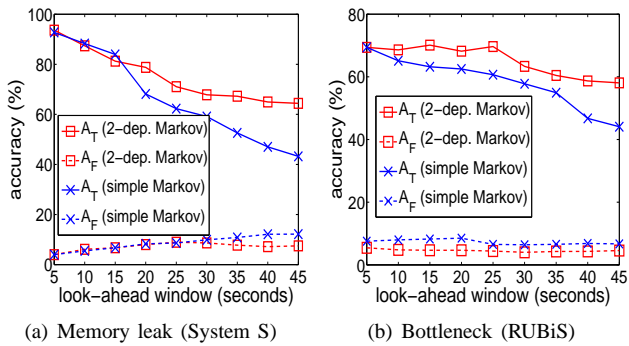 100
80
60
40
20
0
accuracy (%)
A_T (2−dep. Markov)
A_F (2−dep. Markov)
A_T (simple Markov)
A_F (simple Markov)
5 10 15 20 25 30 35 40 45
look−ahead window (seconds)
(a) Memory leak (System S)
80
60
40
20
0
accuracy (%)
A_T (2−dep. Markov)
A_F (2−dep. Markov)
A_T (simple Markov)
A_F (simple Markov)
5 10 15 20 25 30 35 40 45
look−ahead window (seconds)
(b) Bottleneck (RUBiS)